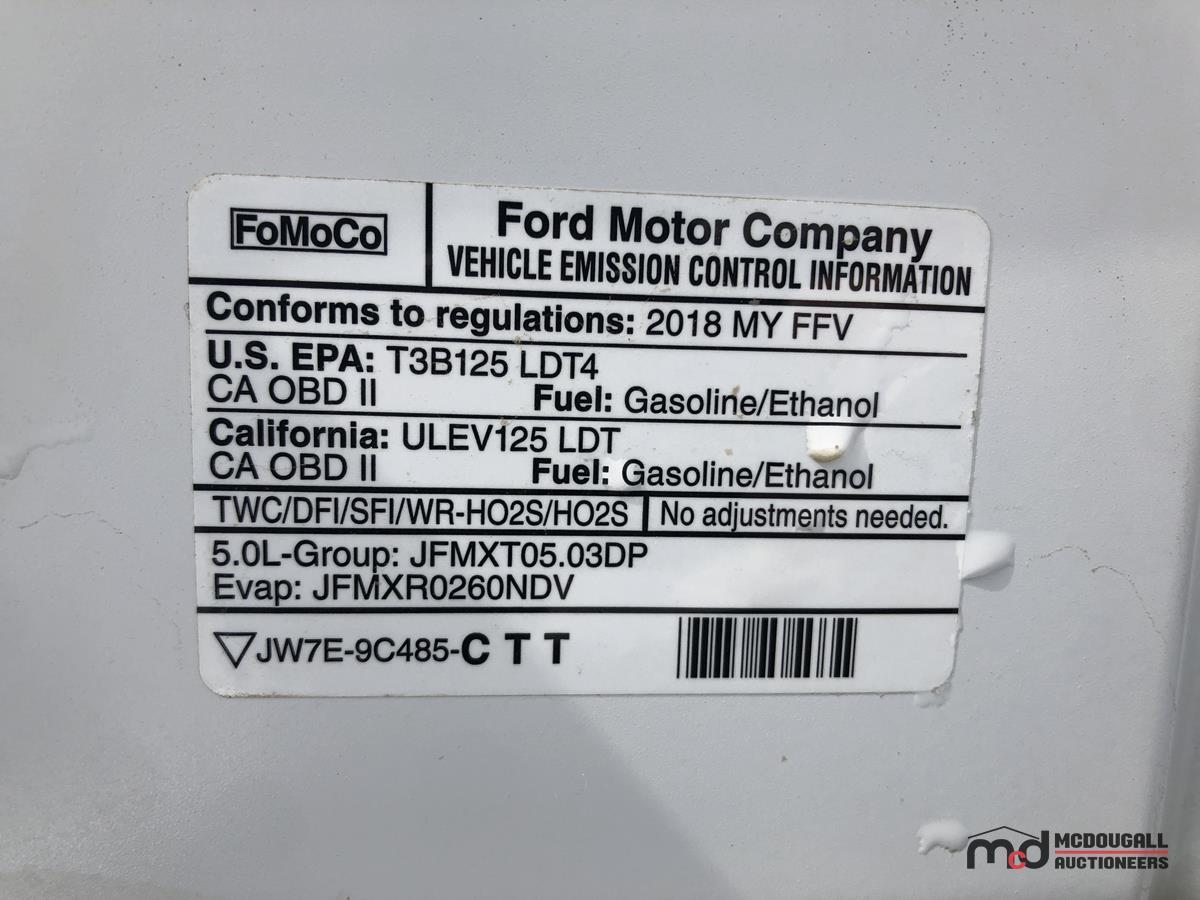 FoMoCo
Ford Motor Company
VEHICLE EMISSION CONTROL INFORMATION
Conforms to regulations: 2018 MY FFV
U.S. EPA: T3B125 LDT4
CA OBD II Fuel: Gasoline/Ethanol
California: ULEV125 LDT
CA OBD II Fuel: Gasoline/Ethanol
TWC/DFI/SFI/WR-HO2S/HO2S No adjustments needed.
5.0L-Group: JFMXT05.03DP
Evap: JFMXR0260NDV
JW7E-9C485-C T T
mcd MCDOUGALL
AUCTIONEERS